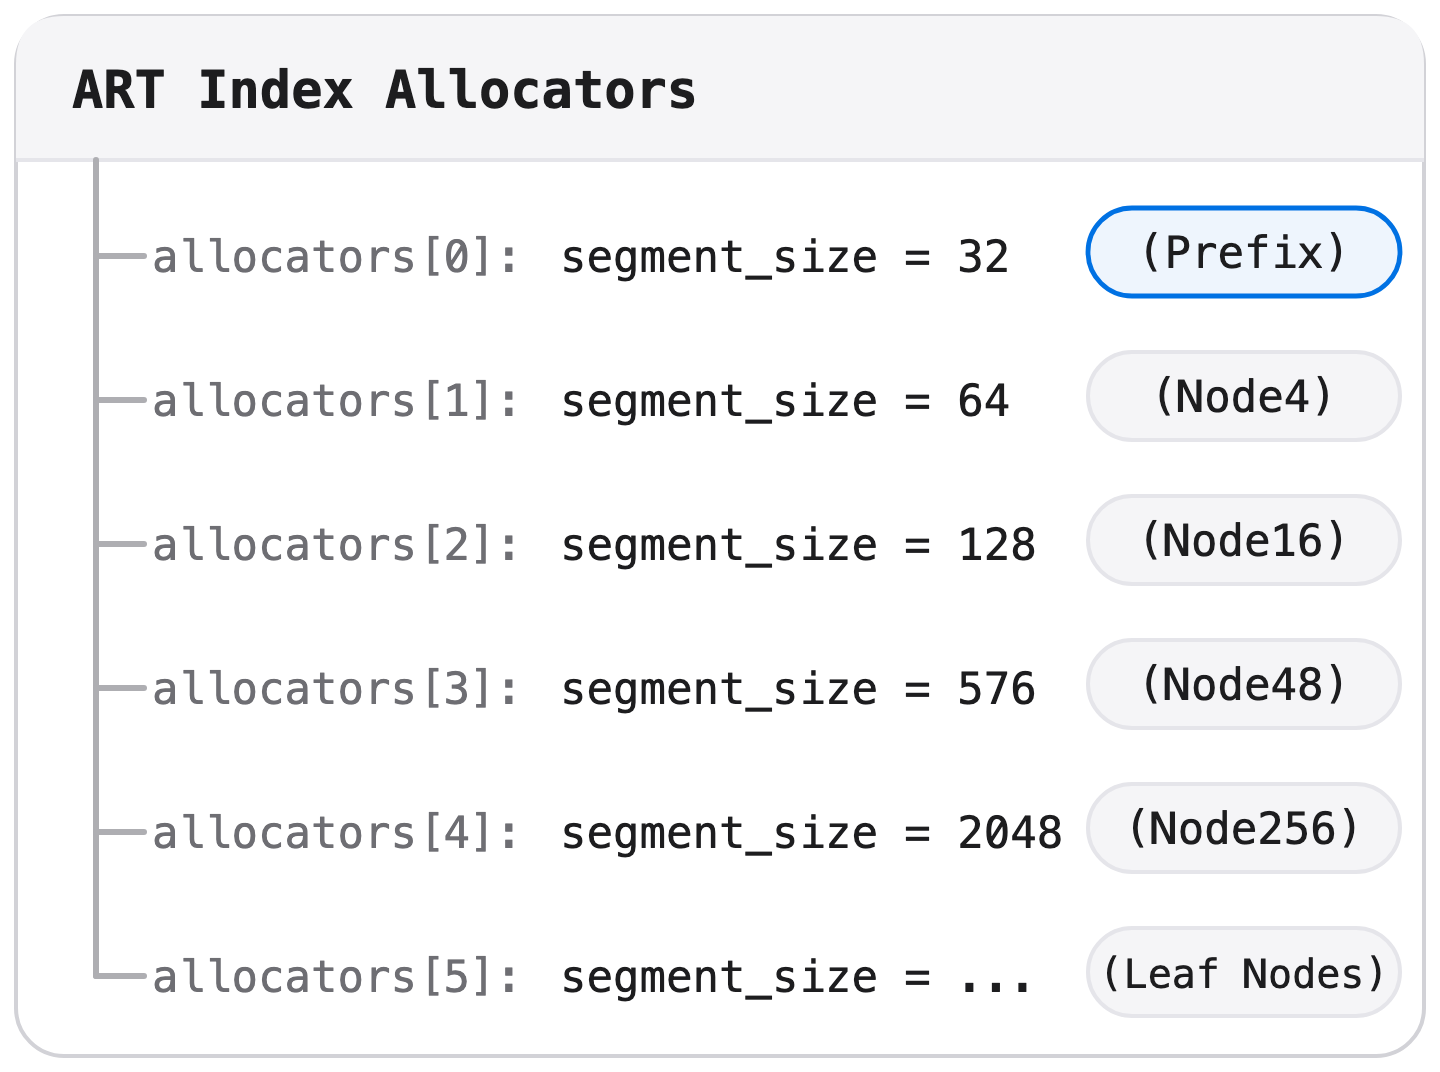 ART Index Allocators
allocators[0]: segment_size = 32 (Prefix)
allocators[1]: segment_size = 64 (Node4)
allocators[2]: segment_size = 128 (Node16)
allocators[3]: segment_size = 576 (Node48)
allocators[4]: segment_size = 2048 (Node256)
allocators[5]: segment_size = ... (Leaf Nodes)